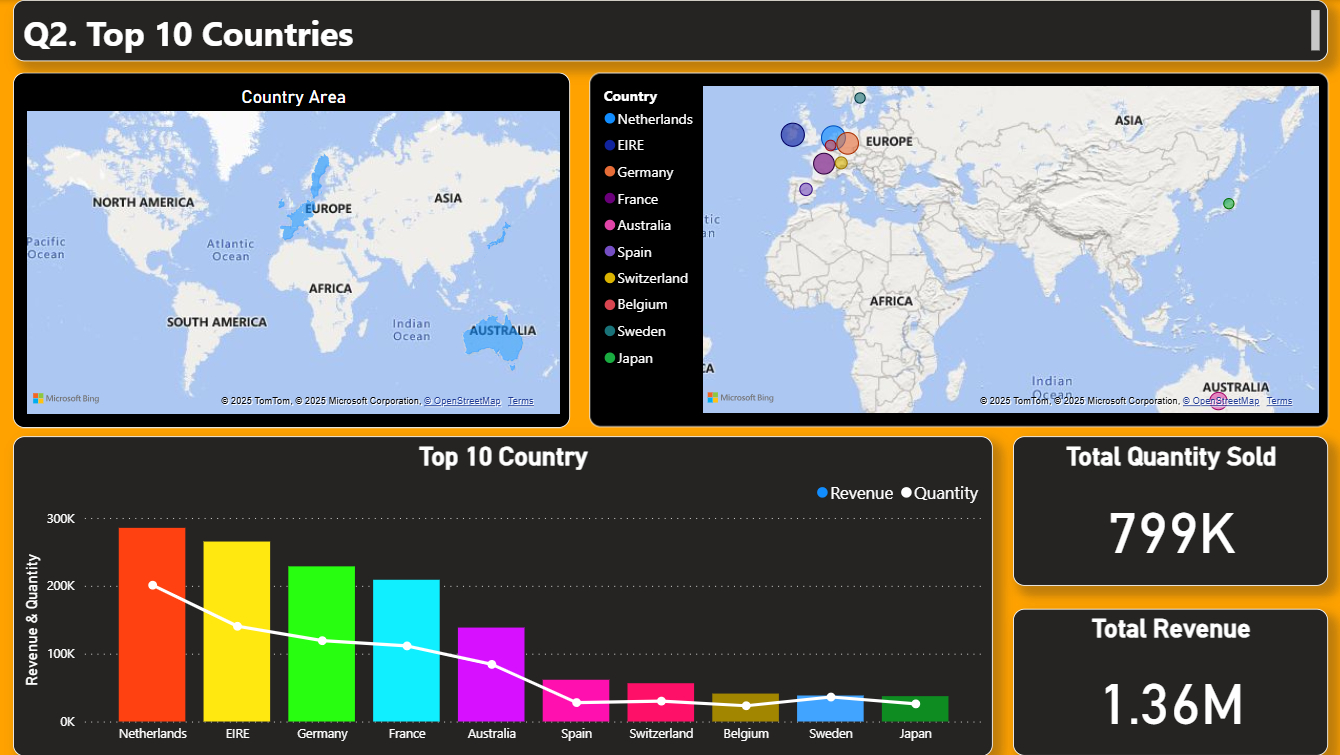 Q2. Top 10 Countries
Country Area
NORTH AMERICA
EUROPE
ASIA
Pacific
Ocean
Atlantic
Ocean
AFRICA
SOUTH AMERICA
Indian
Ocean
AUSTRALIA
Microsoft Bing
© 2025 TomTom, © 2025 Microsoft Corporation, © OpenStreetMap Terms
Country
Netherlands
EIRE
Germany
France
Australia
Spain
Switzerland
Belgium
Sweden
Japan
ASIA
EUROPE
tic
an
AFRICA
CA
Indian
Ocean
AUSTRALIA
Microsoft Bing
© 2025 TomTom, © 2025 Microsoft Corporation, © OpenStreetMap Terms
Top 10 Country
Revenue Quantity
Revenue & Quantity
300K
200K
100K
0K
Netherlands EIRE Germany France Australia Spain Switzerland Belgium Sweden Japan
Total Quantity Sold
799K
Total Revenue
1.36M